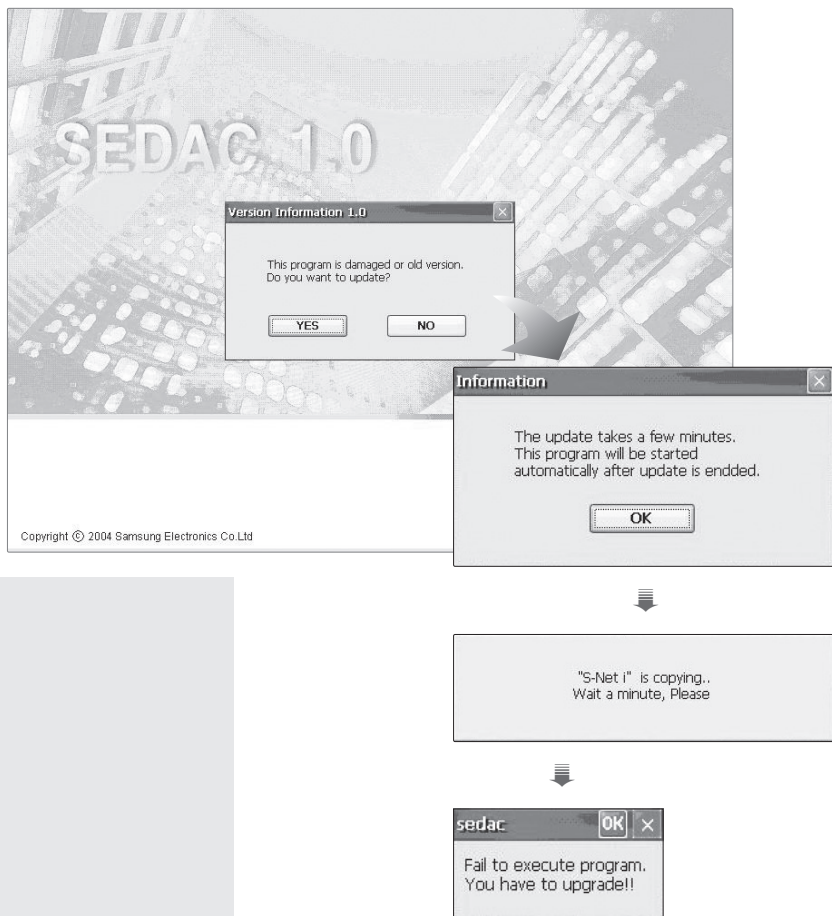 SEDAC 1.0
Version Information 1.0
This program is damaged or old version.
Do you want to update?
YES NO
Information
The update takes a few minutes.
This program will be started
automatically after update is endded.
OK
Copyright © 2004 Samsung Electronics Co.Ltd
"S-Net i" is copying..
Wait a minute, Please
sedac OK
Fail to execute program.
You have to upgrade!!